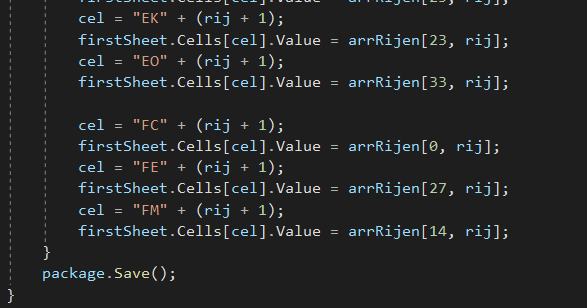 cel = "EK" + (rij + 1);
firstSheet.Cells[cel].Value = arrRijen[23, rij];
cel = "EO" + (rij + 1);
firstSheet.Cells[cel].Value = arrRijen[33, rij];
cel = "FC" + (rij + 1);
firstSheet.Cells[cel].Value = arrRijen[0, rij];
cel = "FE" + (rij + 1);
firstSheet.Cells[cel].Value = arrRijen[27, rij];
cel = "FM" + (rij + 1);
firstSheet.Cells[cel].Value = arrRijen[14, rij];
}
package.Save();
}